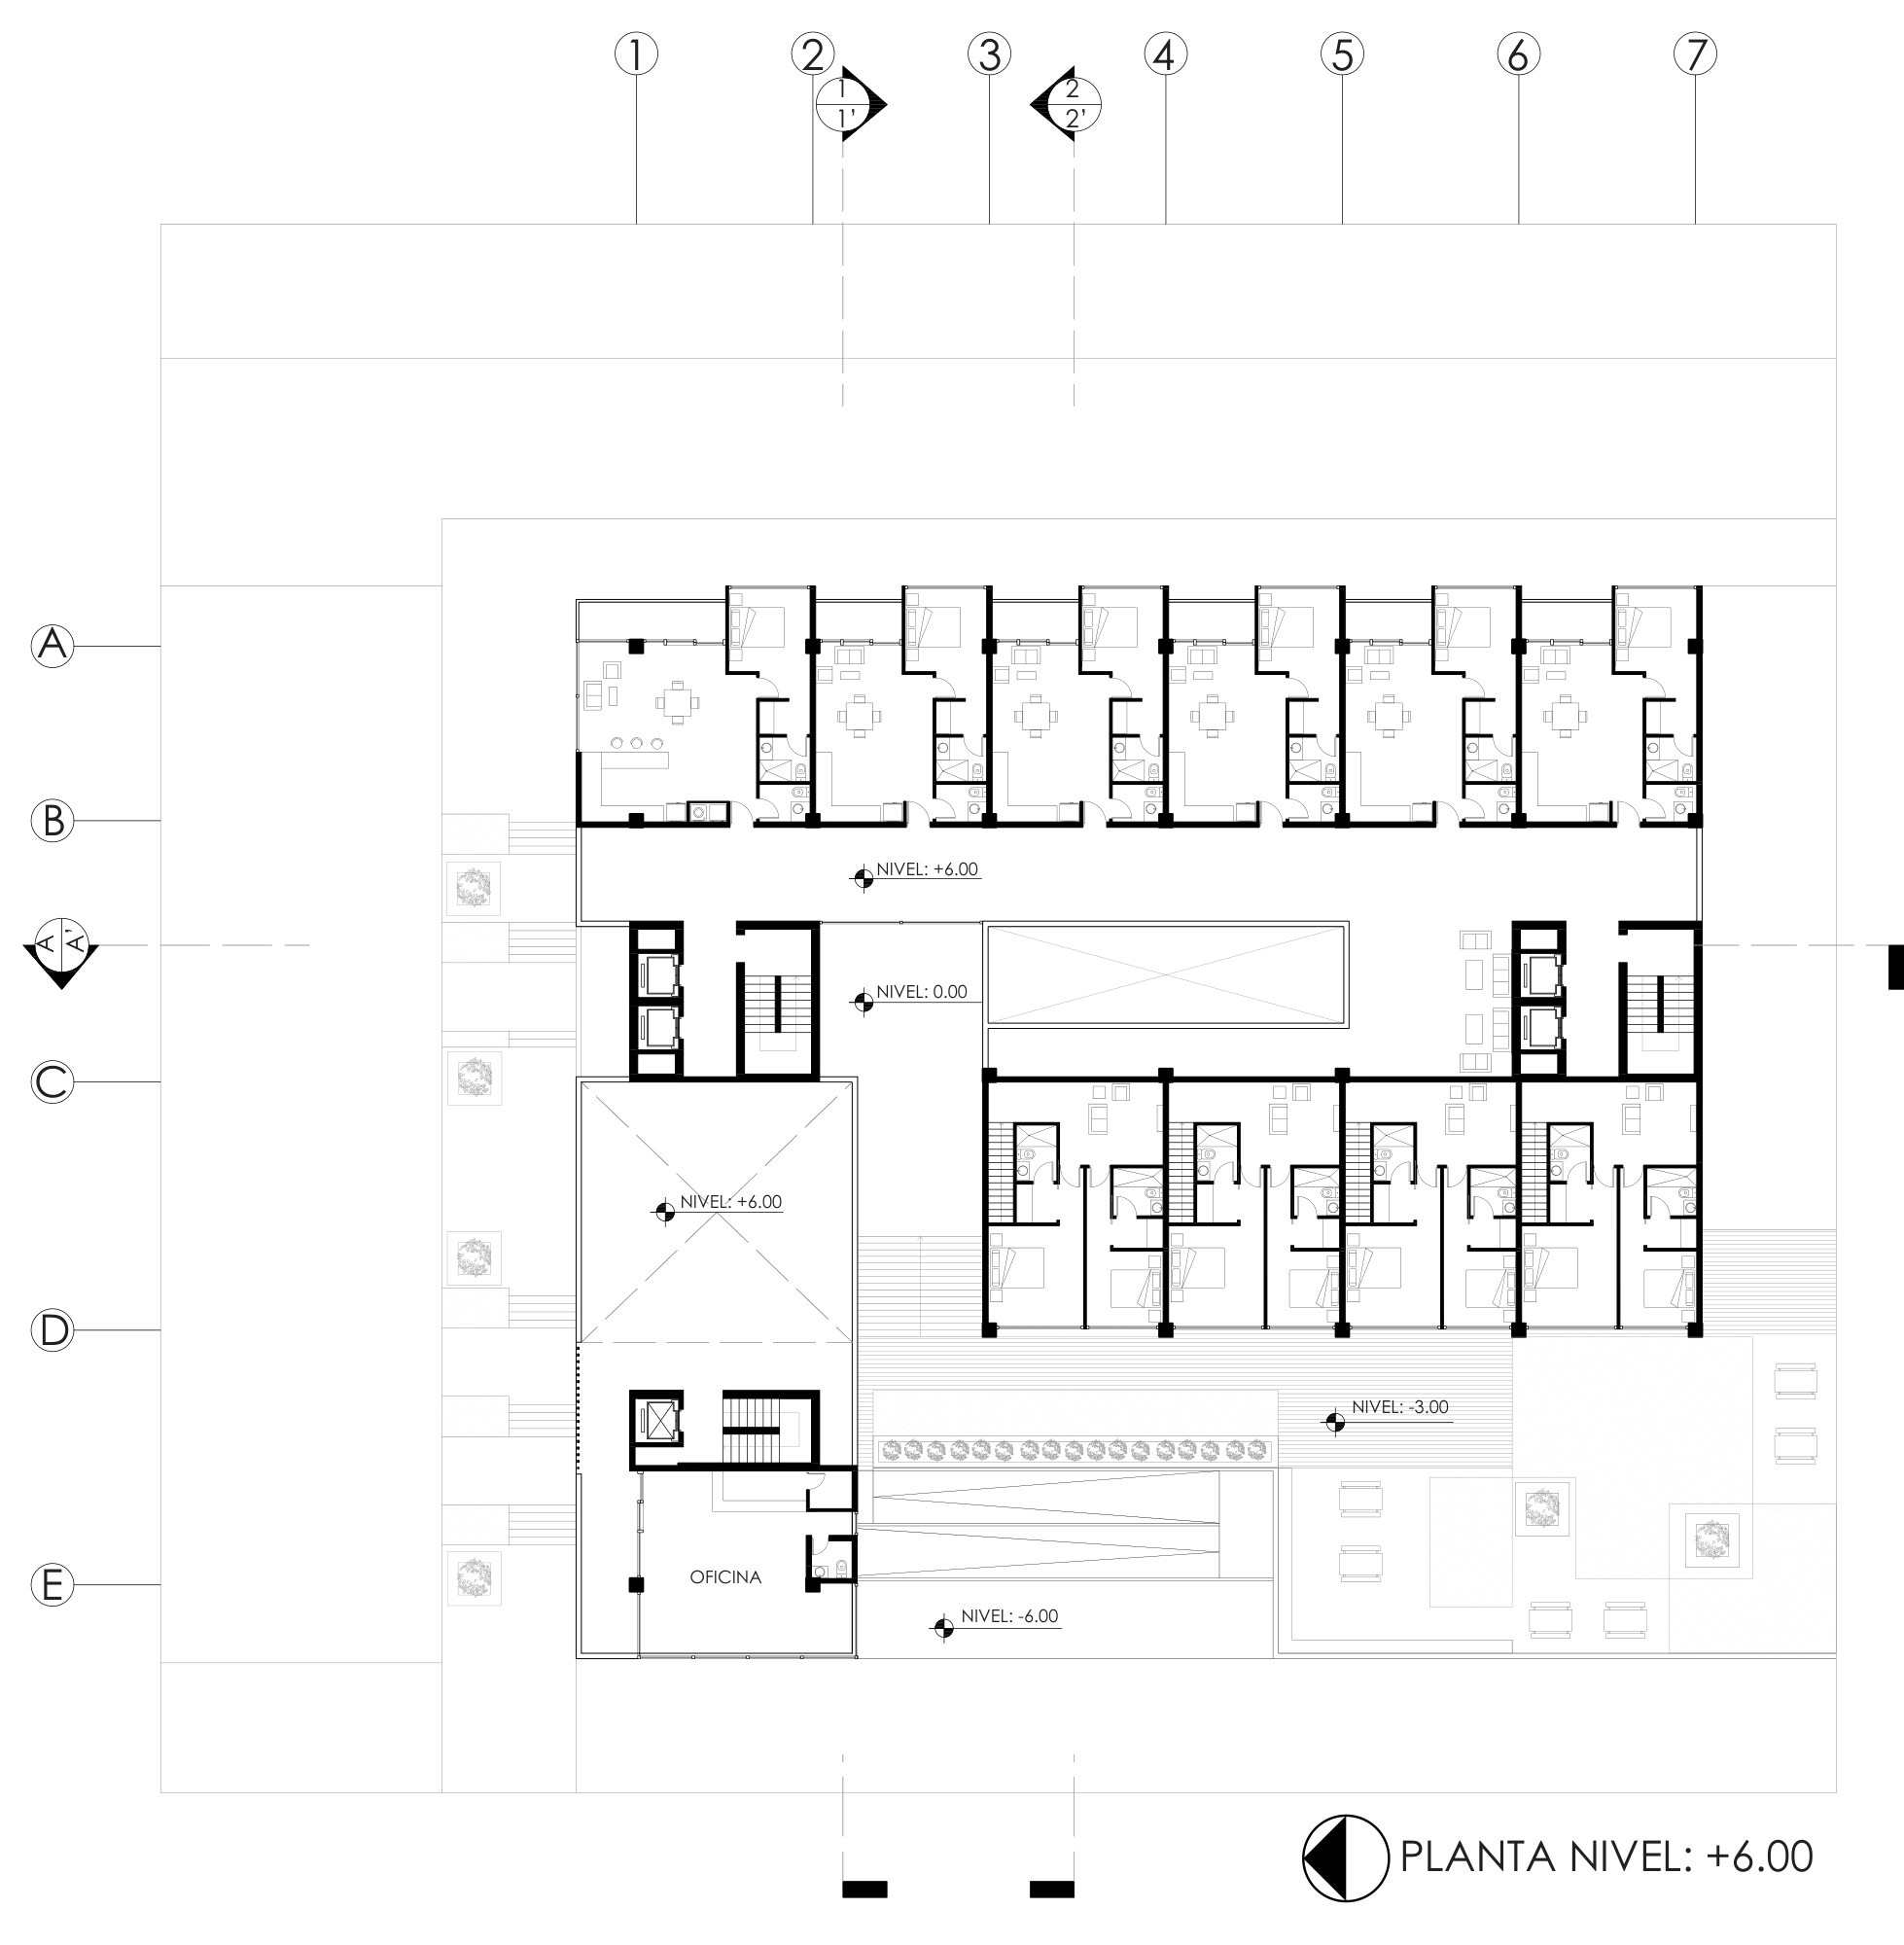 1 2 3 4 5 6 7
1 2
1' 2'
A
B
NIVEL: +6.00
A A'
NIVEL: 0.00
C
NIVEL: +6.00
D
NIVEL: -3.00
OFICINA
E
NIVEL: -6.00
PLANTA NIVEL: +6.00